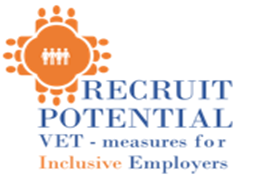 RECRUIT
POTENTIAL
VET - measures for
Inclusive Employers